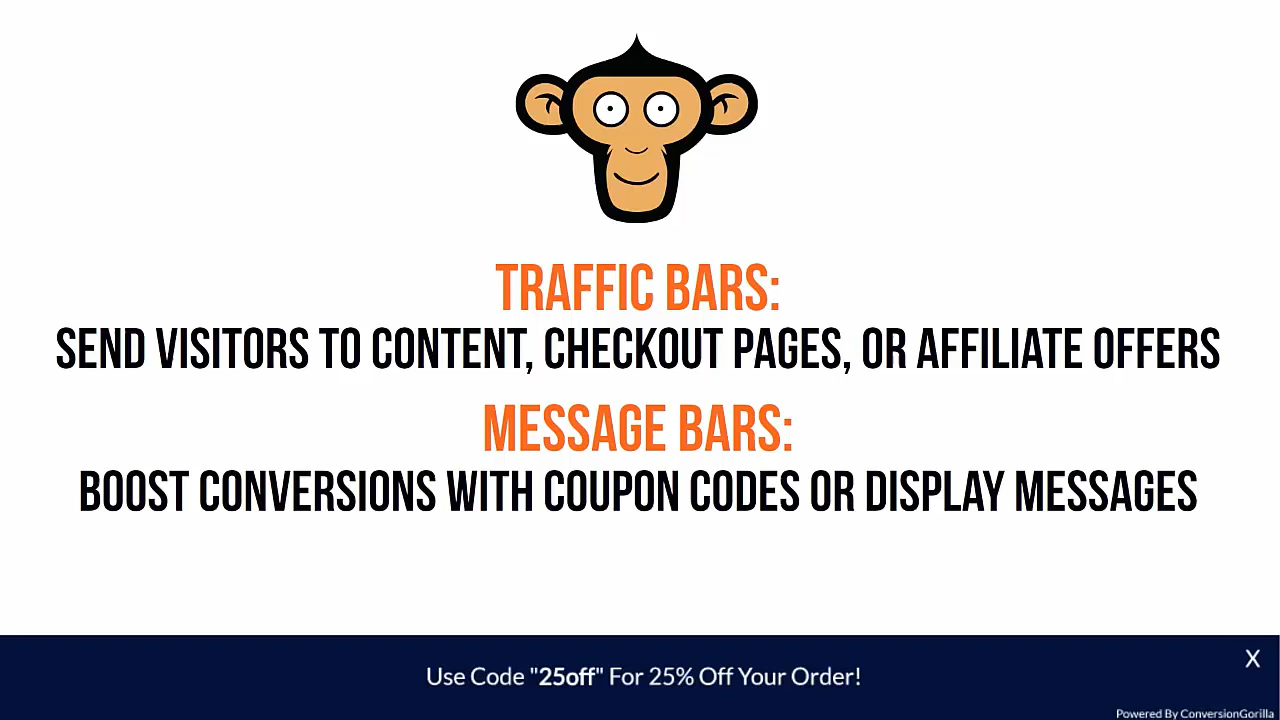 TRAFFIC BARS:
SEND VISITORS TO CONTENT, CHECKOUT PAGES, OR AFFILIATE OFFERS
MESSAGE BARS:
BOOST CONVERSIONS WITH COUPON CODES OR DISPLAY MESSAGES
X
Use Code "25off" For 25% Off Your Order!
Powered By ConversionGorilla